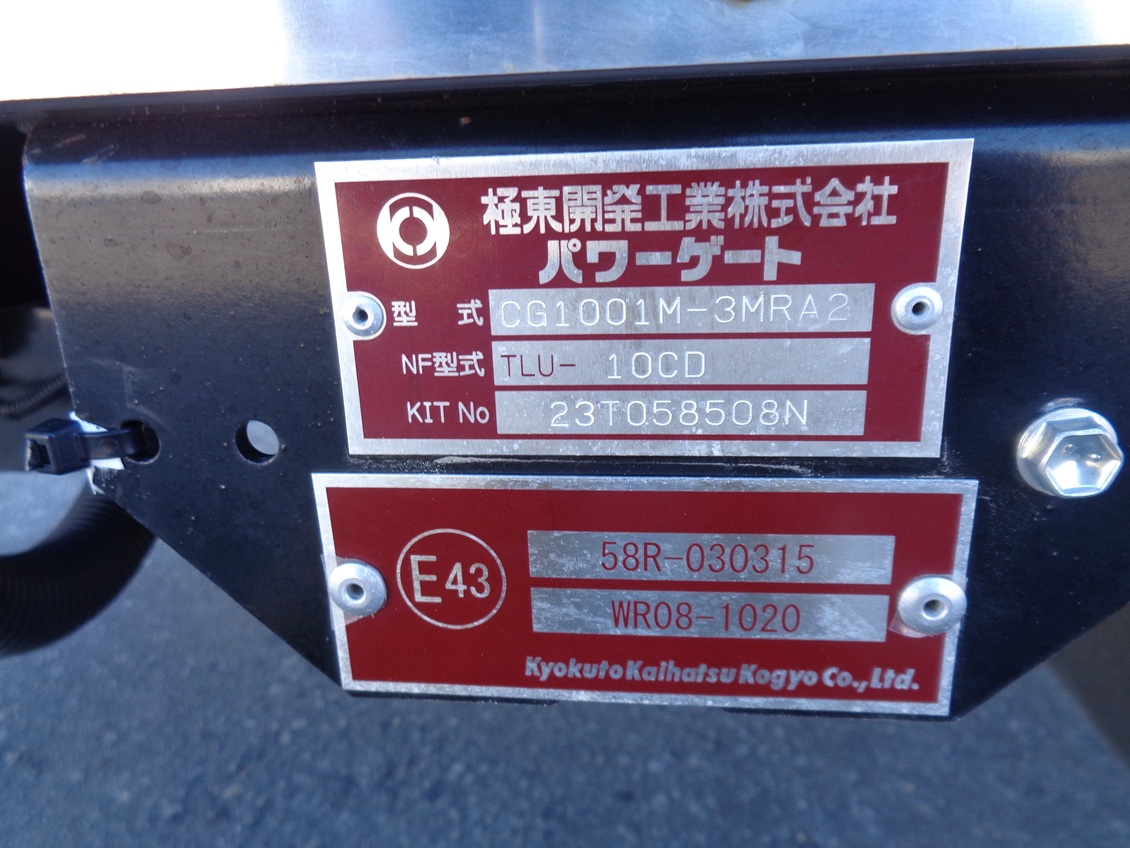 極東開発工業株式会社
パワーゲート
型 式 CG1001M-3MRA2
NF型式 TLU- 10CD
KIT No 23T058508N
E43
58R-030315
WR08-1020
Kyokuto Kaihatsu Kogyo Co.,Ltd.